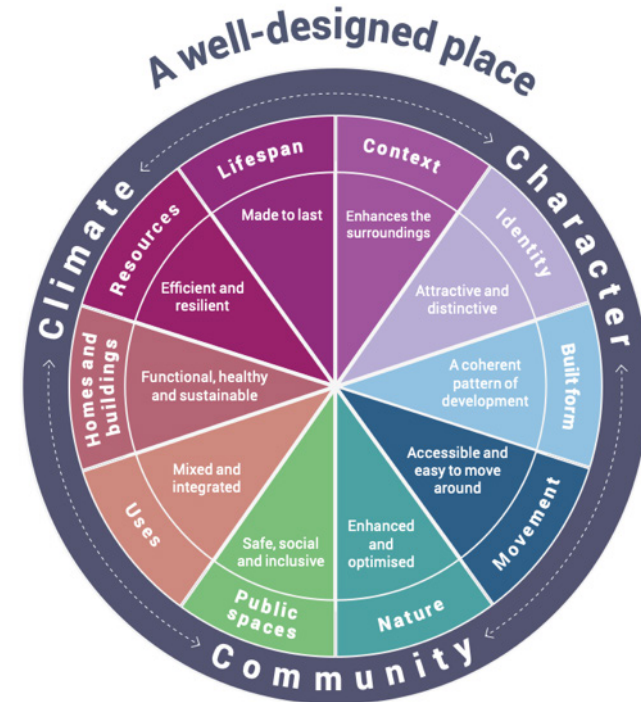 A well-designed place
Climate
Character
Community
Context
Enhances the
surroundings
Identity
Attractive and
distinctive
Built form
A coherent
pattern of
development
Movement
Accessible and
easy to move
around
Nature
Enhanced
and
optimised
Public
spaces
Safe, social
and inclusive
Uses
Mixed and
integrated
Homes and
buildings
Functional, healthy
and sustainable
Resources
Efficient and
resilient
Lifespan
Made to last